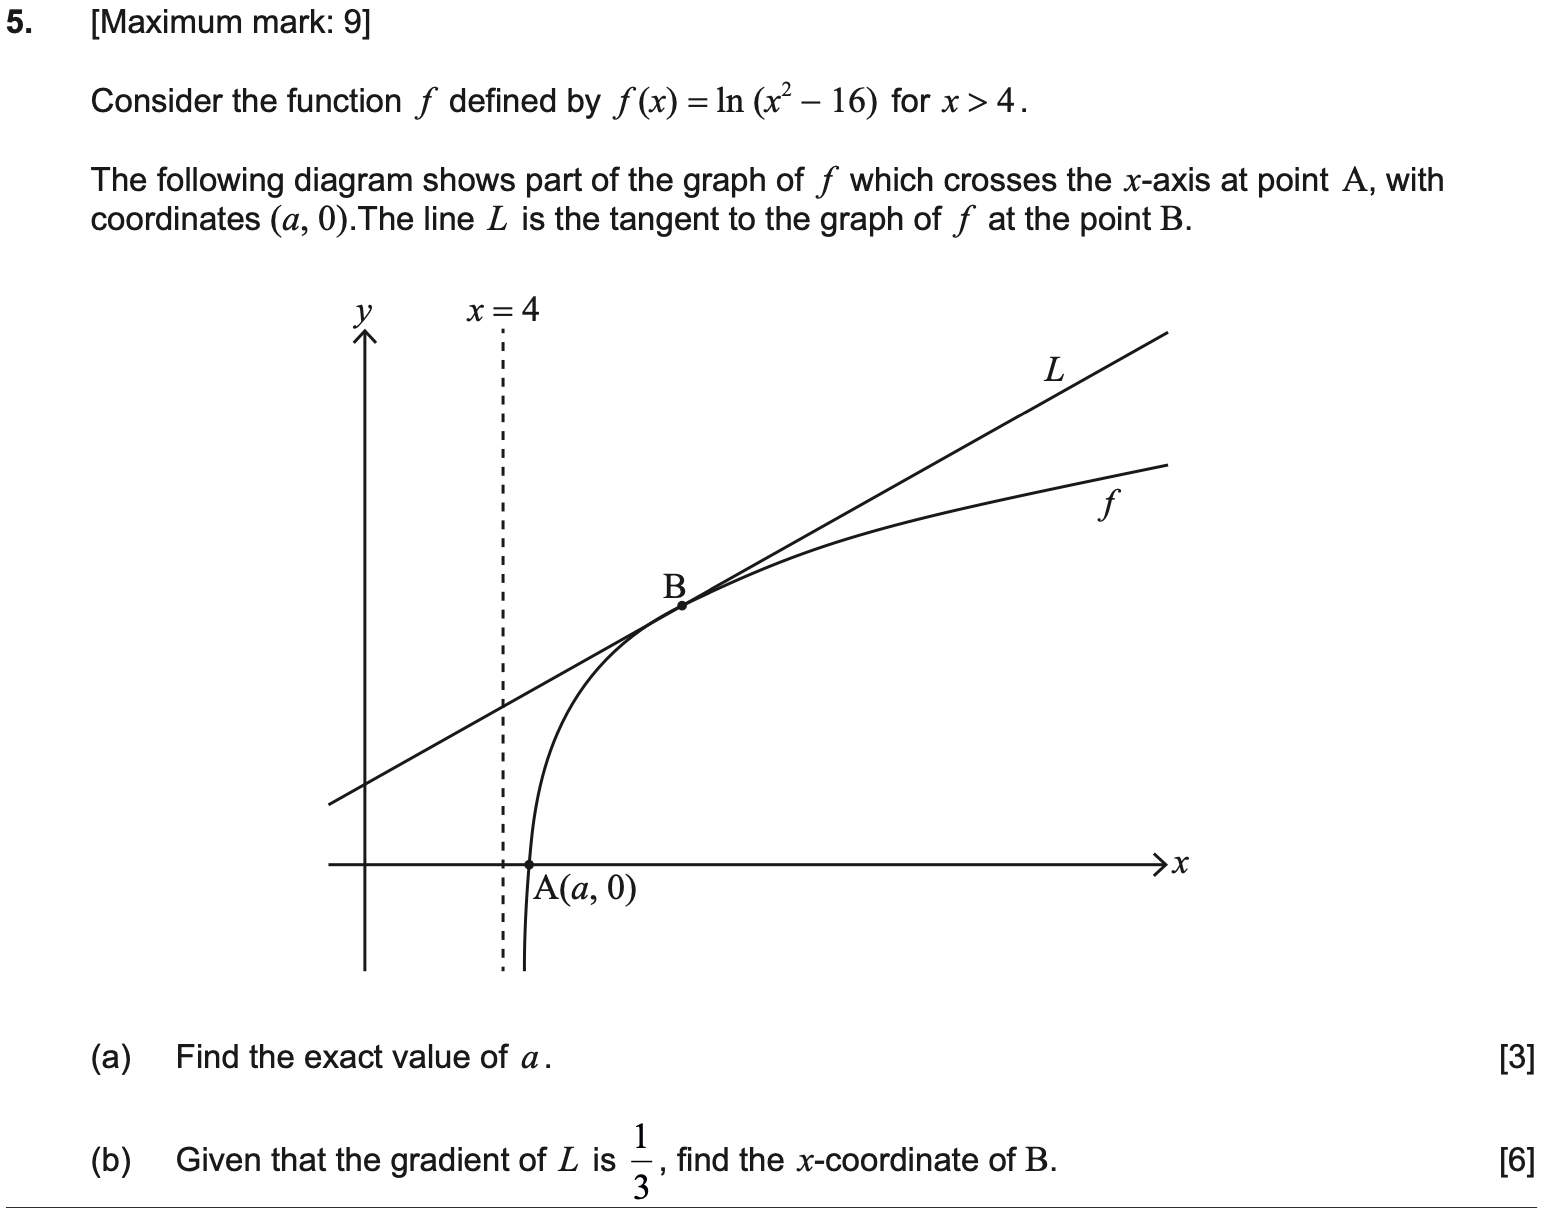 5. [Maximum mark: 9]
Consider the function f defined by f(x) = ln (x² – 16) for x > 4.
The following diagram shows part of the graph of f which crosses the x-axis at point A, with
coordinates (a, 0).The line L is the tangent to the graph of f at the point B.
y
x = 4
L
f
B
x
A(a, 0)
(a) Find the exact value of a. [3]
(b) Given that the gradient of L is 1/3, find the x-coordinate of B. [6]